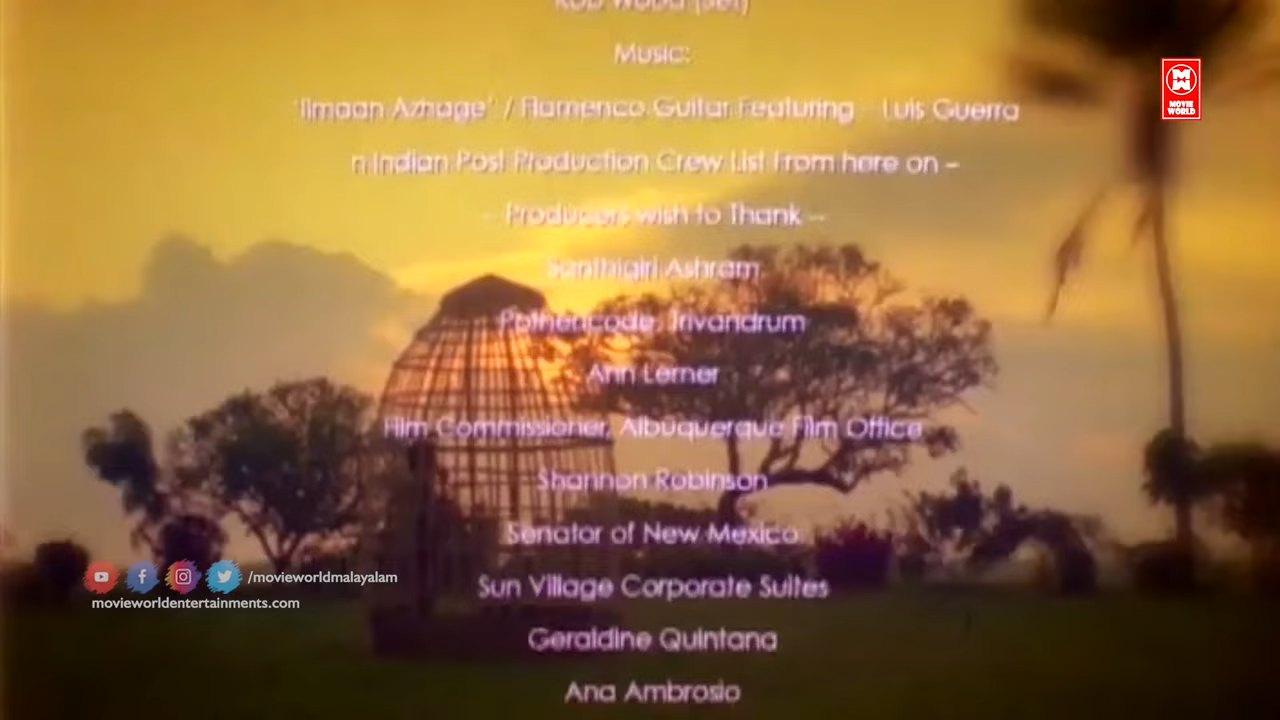 Music:
Azhage' / Flamenco Guitar Featuring - Luis Guerra
n Indian Post Production Crew List From here on –
– Producers wish to Thank –
Santhigiri Ashram
Pothencode, Trivandrum
Ann Lerner
Film Commissioner, Albuquerque Film Office
Shannon Robinson
Senator of New Mexico
Sun Village Corporate Suites
Geraldine Quintana
Ana Ambrosio
MOVIE
WORLD
/movieworldmalayalam
movieworldentertainments.com